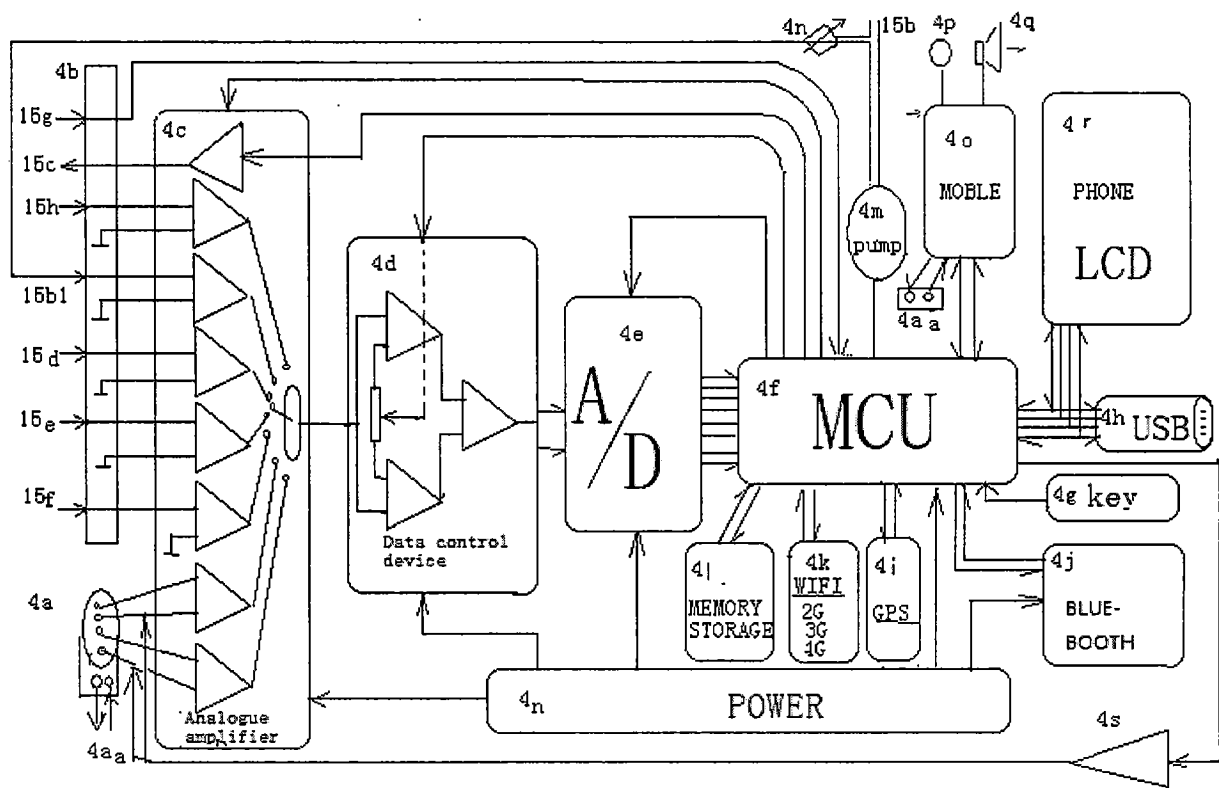 4n
15b
4p
4q
4b
15g
4c
15c
4o
MOBLE
4r
PHONE
LCD
15h
4m
pump
4d
15b1
4aa
4e
A/D
15d
4f
MCU
15e
4h
USB
4g key
15f
Data control
device
4l
MEMORY
STORAGE
4k
WIFI
2G
3G
4G
4i
GPS
4j
BLUE-
BOOTH
4a
4n
POWER
Analogue
amplifier
4aa
4s